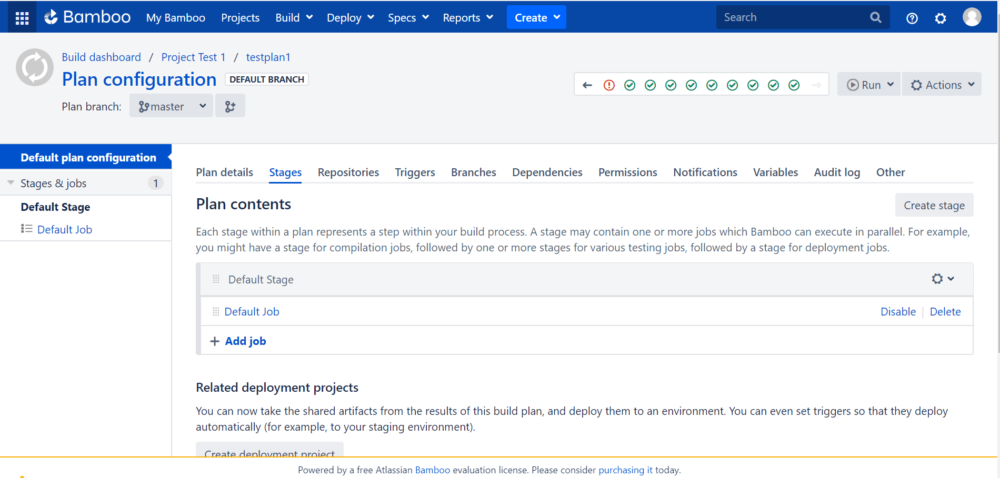 Bamboo My Bamboo Projects Build Deploy Specs Reports Create Search
Build dashboard / Project Test 1 / testplan1
Plan configuration DEFAULT BRANCH
Run Actions
Plan branch: master
Default plan configuration
Stages & jobs 1
Default Stage
Default Job
Plan details Stages Repositories Triggers Branches Dependencies Permissions Notifications Variables Audit log Other
Plan contents
Create stage
Each stage within a plan represents a step within your build process. A stage may contain one or more jobs which Bamboo can execute in parallel. For example,
you might have a stage for compilation jobs, followed by one or more stages for various testing jobs, followed by a stage for deployment jobs.
Default Stage
Default Job Disable Delete
Add job
Related deployment projects
You can now take the shared artifacts from the results of this build plan, and deploy them to an environment. You can even set triggers so that they deploy
automatically (for example, to your staging environment).
Create deployment project
Powered by a free Atlassian Bamboo evaluation license. Please consider purchasing it today.